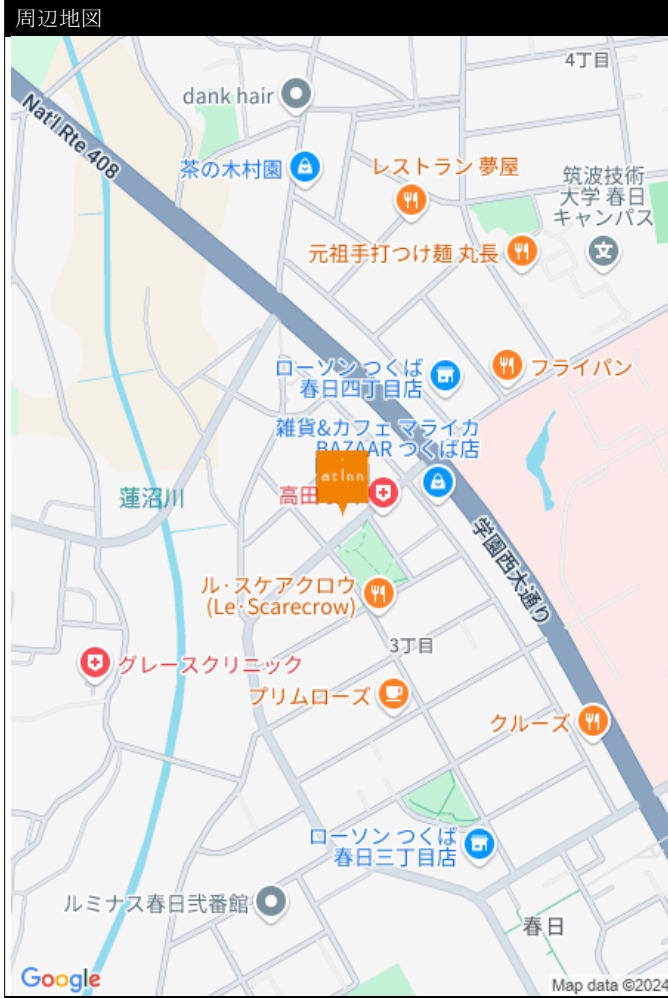 周辺地図
4丁目
dank hair
Nat'l Rte 408
茶の木村園
レストラン 夢屋
筑波技術
大学 春日
キャンパス
元祖手打つけ麺 丸長
ローソン つくば
春日四丁目店
フライパン
雑貨&カフェ マライカ
BAZAAR つくば店
atInn
高田
蓮沼川
学園西大通り
ル・スケアクロウ
(Le·Scarecrow)
3丁目
グレースクリニック
プリムローズ
クルーズ
ローソン つくば
春日三丁目店
ルミナス春日弐番館
春日
Google
Map data ©2024